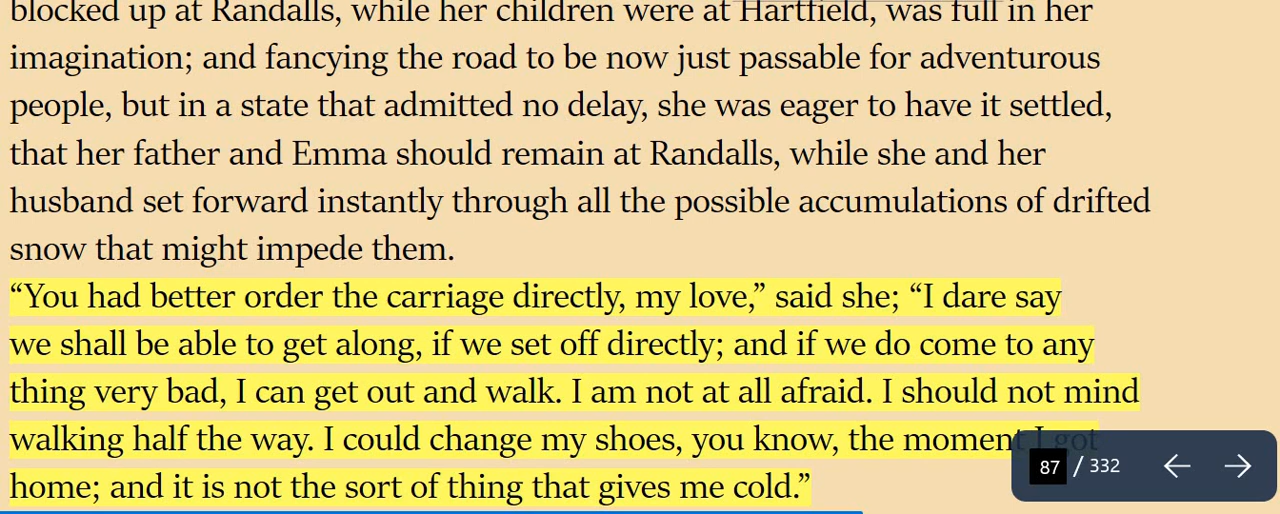 blocked up at Randalls, while her children were at Hartfield, was full in her
imagination; and fancying the road to be now just passable for adventurous
people, but in a state that admitted no delay, she was eager to have it settled,
that her father and Emma should remain at Randalls, while she and her
husband set forward instantly through all the possible accumulations of drifted
snow that might impede them.
“You had better order the carriage directly, my love,” said she; “I dare say
we shall be able to get along, if we set off directly; and if we do come to any
thing very bad, I can get out and walk. I am not at all afraid. I should not mind
walking half the way. I could change my shoes, you know, the moment I got
home; and it is not the sort of thing that gives me cold.”
87 / 332